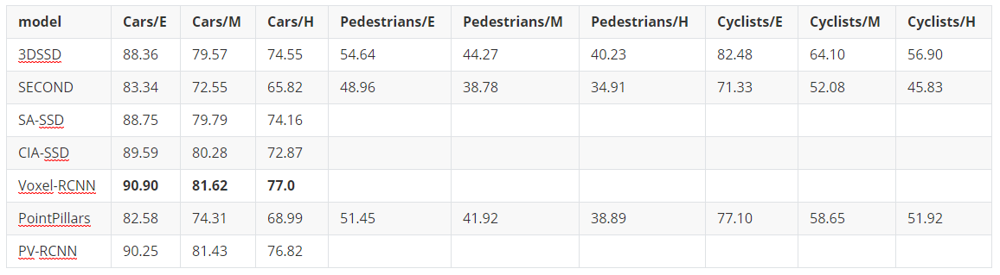 model Cars/E Cars/M Cars/H Pedestrians/E Pedestrians/M Pedestrians/H Cyclists/E Cyclists/M Cyclists/H
3DSSD 88.36 79.57 74.55 54.64 44.27 40.23 82.48 64.10 56.90
SECOND 83.34 72.55 65.82 48.96 38.78 34.91 71.33 52.08 45.83
SA-SSD 88.75 79.79 74.16
CIA-SSD 89.59 80.28 72.87
Voxel-RCNN 90.90 81.62 77.0
PointPillars 82.58 74.31 68.99 51.45 41.92 38.89 77.10 58.65 51.92
PV-RCNN 90.25 81.43 76.82